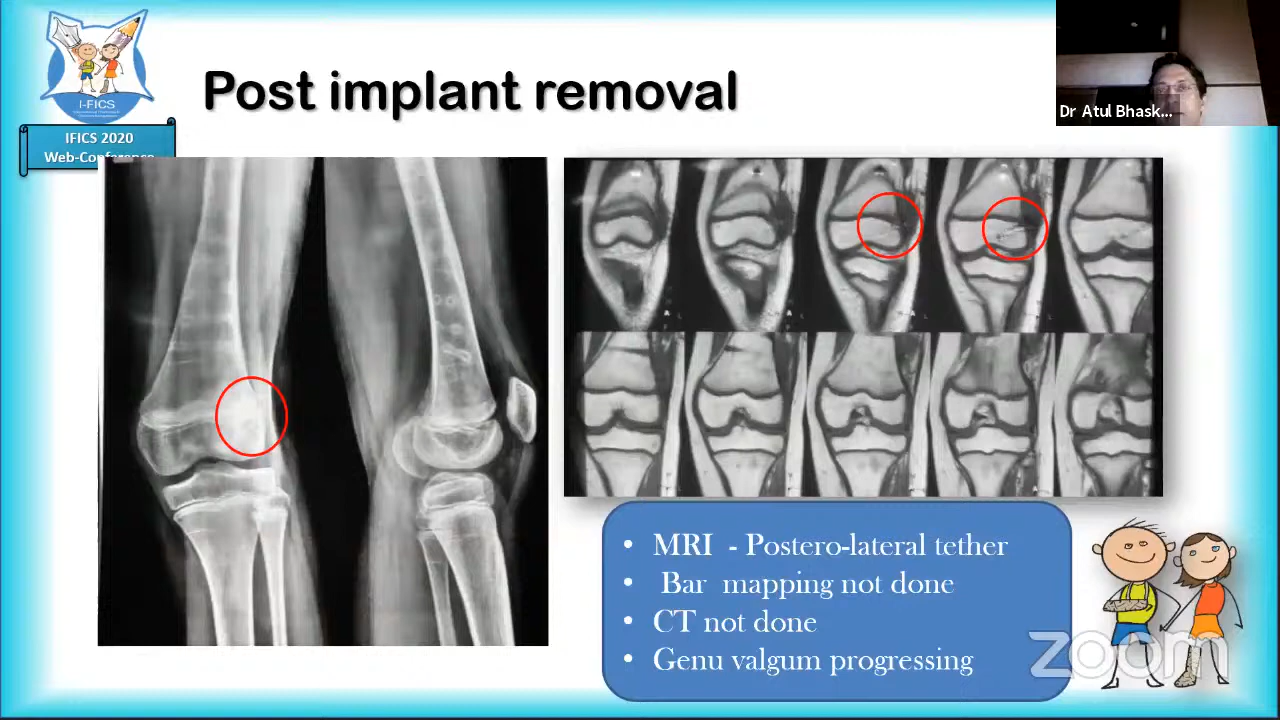 I-FICS
IFICS 2020
Web-Conference
Post implant removal
Dr Atul Bhask...
A L
A L
A L
A L
• MRI - Postero-lateral tether
• Bar mapping not done
• CT not done
• Genu valgum progressing
zoom